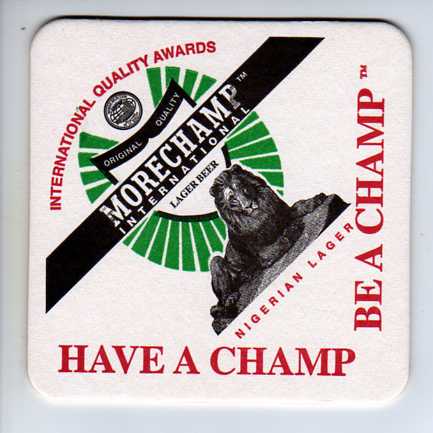 INTERNATIONAL QUALITY AWARDS
ORIGINAL QUALITY
MORECHAMP™
INTERNATIONAL
LAGER BEER
NIGERIAN LAGER
BE A CHAMP™
HAVE A CHAMP